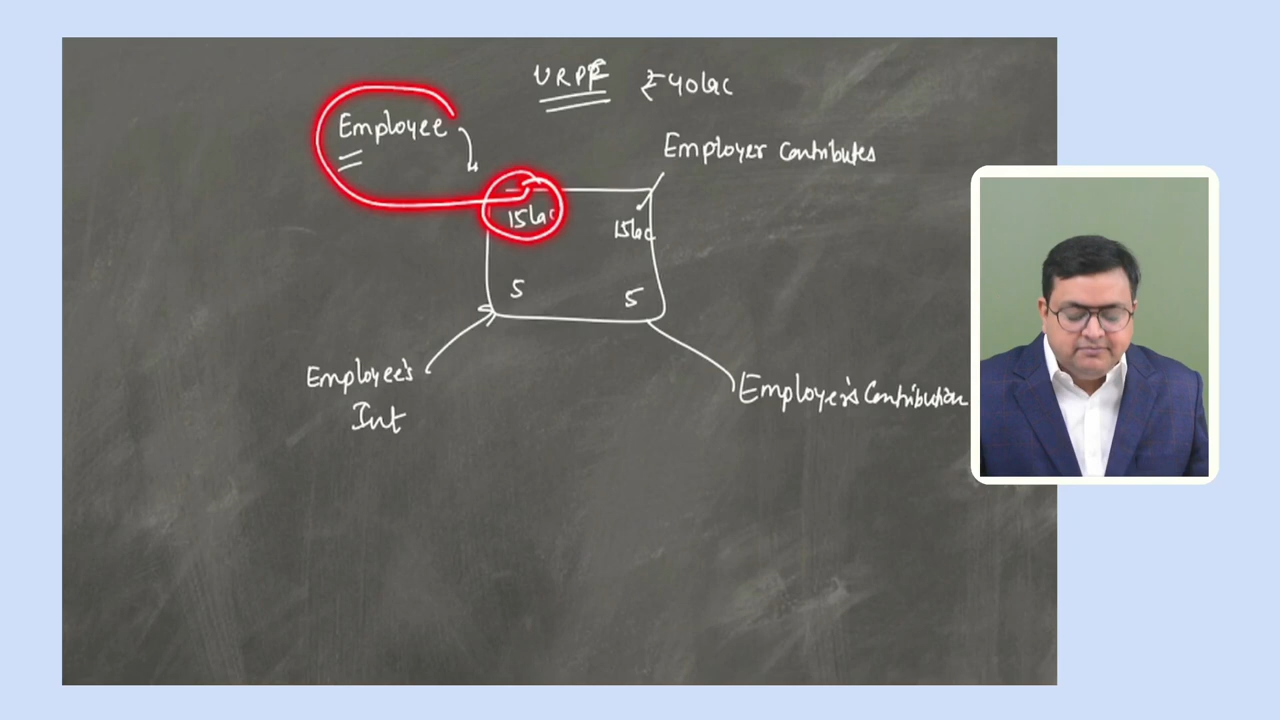 URPF ₹40lac
Employee
Employer Contributes
15lac
15lac
5
5
Employee's
Int
Employer's Contribution